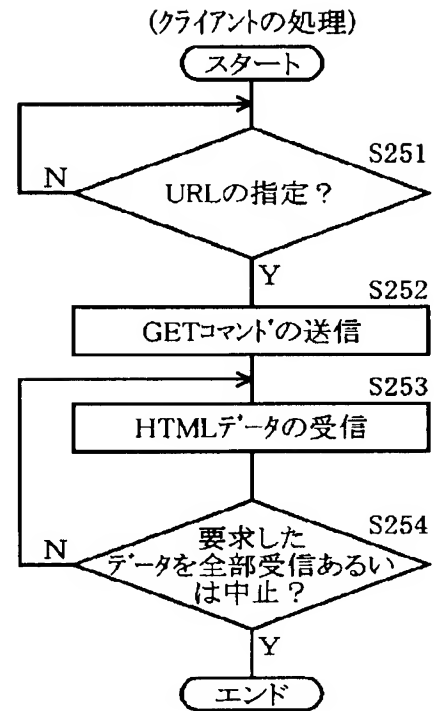 (クライアントの処理)
スタート
S251
N
URLの指定?
Y
S252
GETコマンドの送信
S253
HTMLデータの受信
S254
N
要求した
データを全部受信あるい
は中止?
Y
エンド